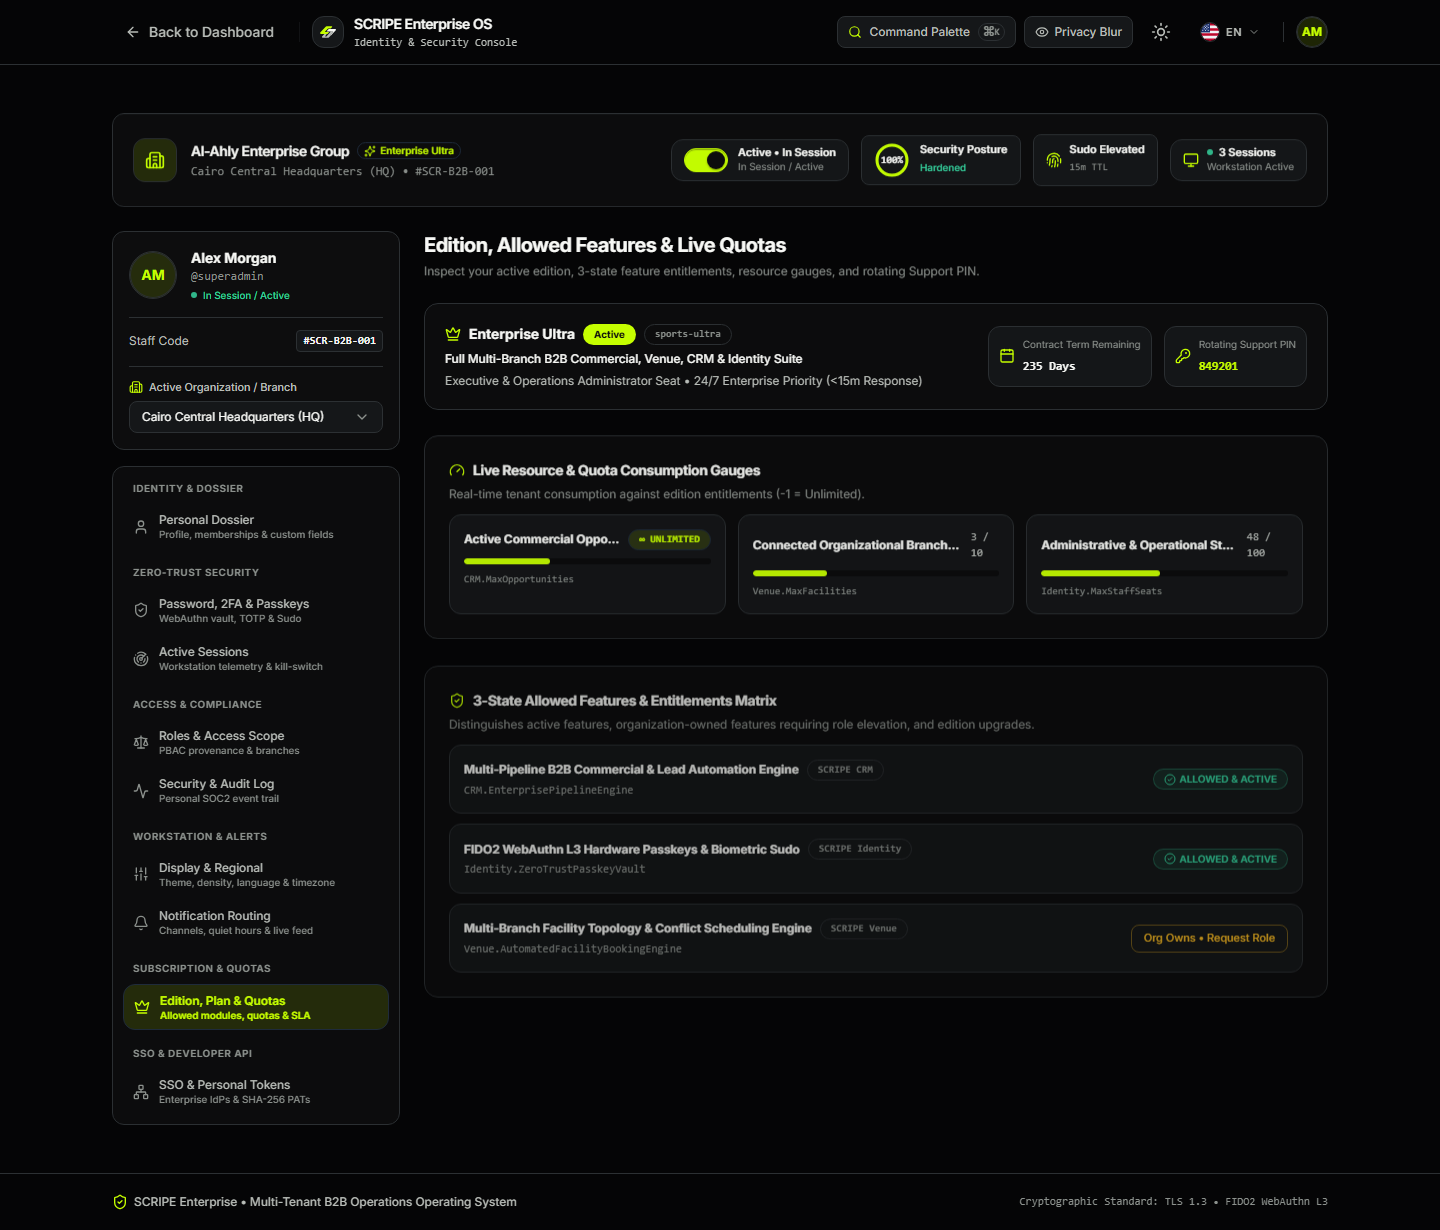 Back to Dashboard
SCRIPE Enterprise OS
Identity & Security Console
Command Palette ⌘K
Privacy Blur
EN
AM
Al-Ahly Enterprise Group
Enterprise Ultra
Cairo Central Headquarters (HQ) • #SCR-B2B-001
Active • In Session
In Session / Active
100%
Security Posture
Hardened
Sudo Elevated
15m TTL
3 Sessions
Workstation Active
AM
Alex Morgan
@superadmin
In Session / Active
Staff Code
#SCR-B2B-001
Active Organization / Branch
Cairo Central Headquarters (HQ)
IDENTITY & DOSSIER
Personal Dossier
Profile, memberships & custom fields
ZERO-TRUST SECURITY
Password, 2FA & Passkeys
WebAuthn vault, TOTP & Sudo
Active Sessions
Workstation telemetry & kill-switch
ACCESS & COMPLIANCE
Roles & Access Scope
PBAC provenance & branches
Security & Audit Log
Personal SOC2 event trail
WORKSTATION & ALERTS
Display & Regional
Theme, density, language & timezone
Notification Routing
Channels, quiet hours & live feed
SUBSCRIPTION & QUOTAS
Edition, Plan & Quotas
Allowed modules, quotas & SLA
SSO & DEVELOPER API
SSO & Personal Tokens
Enterprise IdPs & SHA-256 PATs
Edition, Allowed Features & Live Quotas
Inspect your active edition, 3-state feature entitlements, resource gauges, and rotating Support PIN.
Enterprise Ultra
Active
sports-ultra
Full Multi-Branch B2B Commercial, Venue, CRM & Identity Suite
Executive & Operations Administrator Seat • 24/7 Enterprise Priority (<15m Response)
Contract Term Remaining
235 Days
Rotating Support PIN
849201
Live Resource & Quota Consumption Gauges
Real-time tenant consumption against edition entitlements (-1 = Unlimited).
Active Commercial Oppo...
∞ UNLIMITED
CRM.MaxOpportunities
Connected Organizational Branch...
3 /
10
Venue.MaxFacilities
Administrative & Operational St...
48 /
100
Identity.MaxStaffSeats
3-State Allowed Features & Entitlements Matrix
Distinguishes active features, organization-owned features requiring role elevation, and edition upgrades.
Multi-Pipeline B2B Commercial & Lead Automation Engine
SCRIPE CRM
CRM.EnterprisePipelineEngine
ALLOWED & ACTIVE
FIDO2 WebAuthn L3 Hardware Passkeys & Biometric Sudo
SCRIPE Identity
Identity.ZeroTrustPasskeyVault
ALLOWED & ACTIVE
Multi-Branch Facility Topology & Conflict Scheduling Engine
SCRIPE Venue
Venue.AutomatedFacilityBookingEngine
Org Owns • Request Role
SCRIPE Enterprise • Multi-Tenant B2B Operations Operating System
Cryptographic Standard: TLS 1.3 • FIDO2 WebAuthn L3